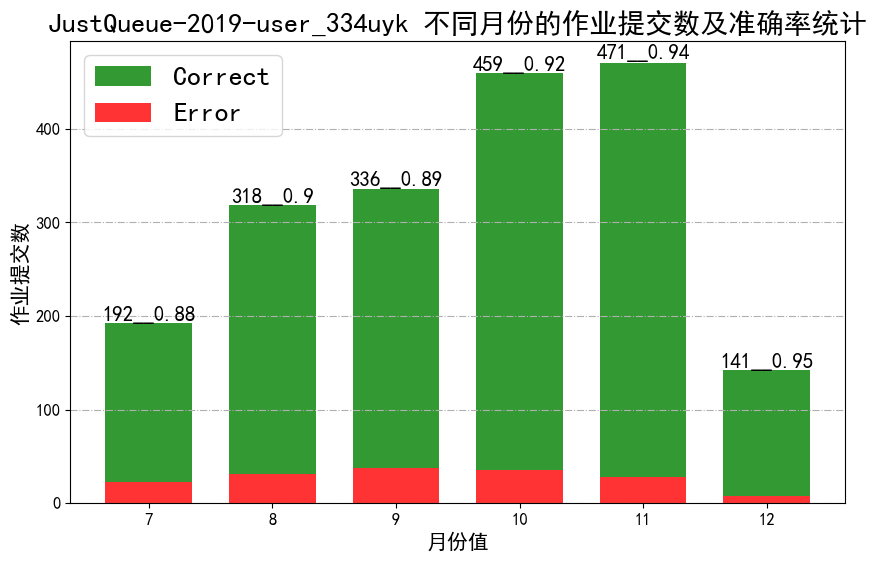 JustQueue-2019-user_334uyk 不同月份的作业提交数及准确率统计
Correct
Error
192__0.88
318__0.9
336__0.89
459__0.92
471__0.94
141__0.95
作业提交数
400
300
200
100
0
7 8 9 10 11 12
月份值